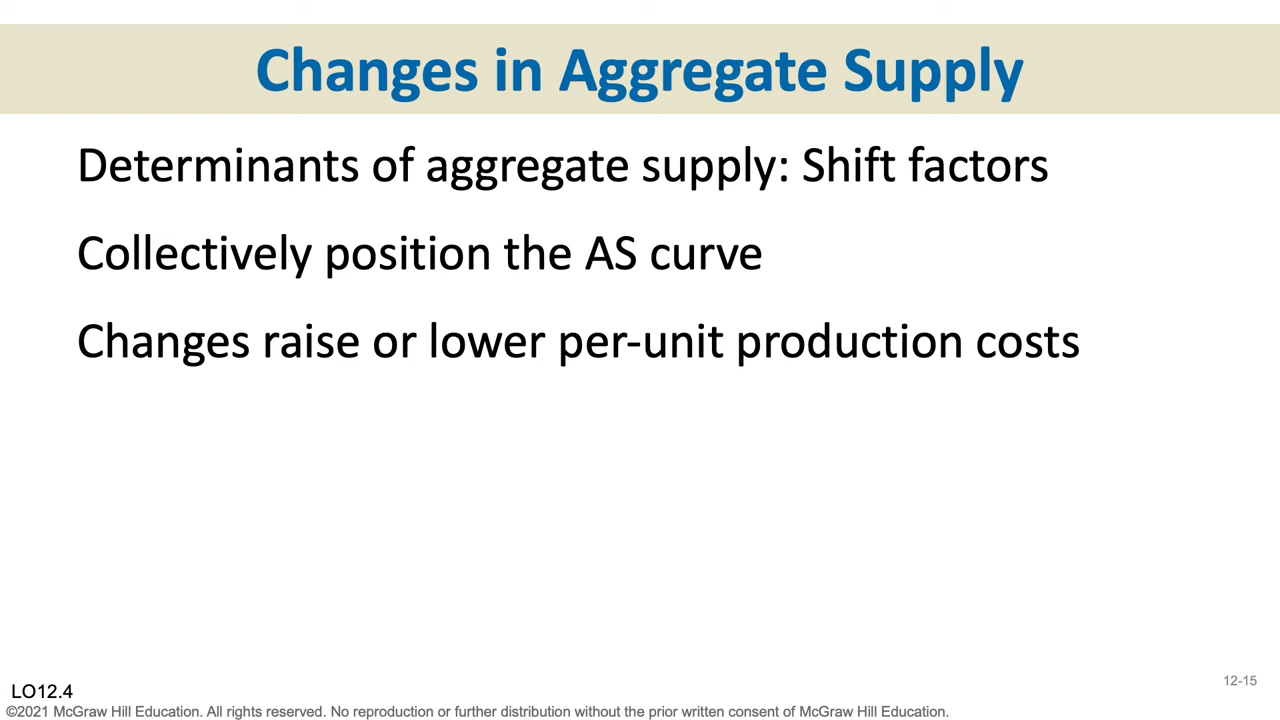 Changes in Aggregate Supply
Determinants of aggregate supply: Shift factors
Collectively position the AS curve
Changes raise or lower per-unit production costs
12-15
LO12.4
©2021 McGraw Hill Education. All rights reserved. No reproduction or further distribution without the prior written consent of McGraw Hill Education.